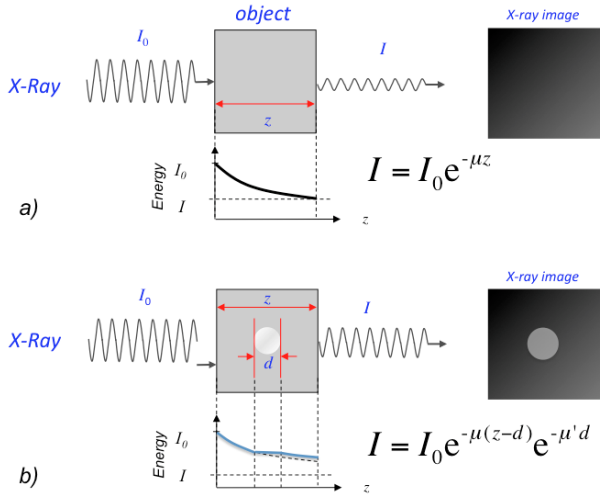 object
X-ray image
I₀
I
X-Ray
z
Energy
I₀
I
z
I = I₀e^-μz
a)
X-ray image
I₀
z
I
X-Ray
d
Energy
I₀
I
z
I = I₀e^-μ(z-d)e^-μ'd
b)